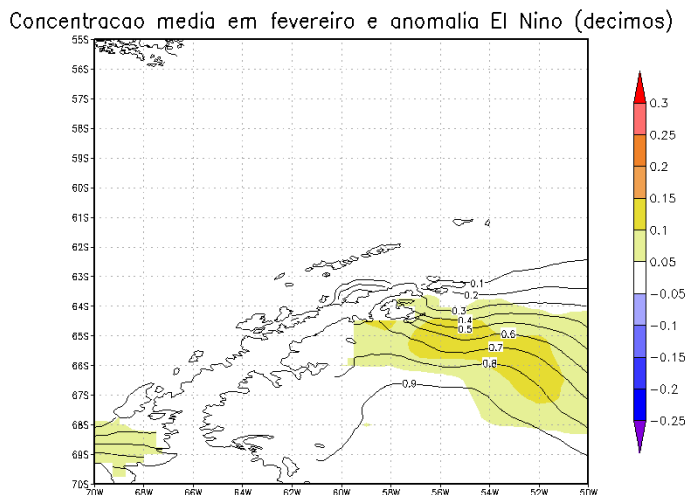 Concentracao media em fevereiro e anomalia El Nino (decimos)
55S
56S
57S
58S
59S
60S
61S
62S
63S
64S
65S
66S
67S
68S
69S
70S
70W 68W 66W 64W 62W 60W 58W 56W 54W 52W 50W
0.1
0.2
0.3
0.4
0.5
0.6
0.7
0.8
0.9
0.3
0.25
0.2
0.15
0.1
0.05
-0.05
-0.1
-0.15
-0.2
-0.25